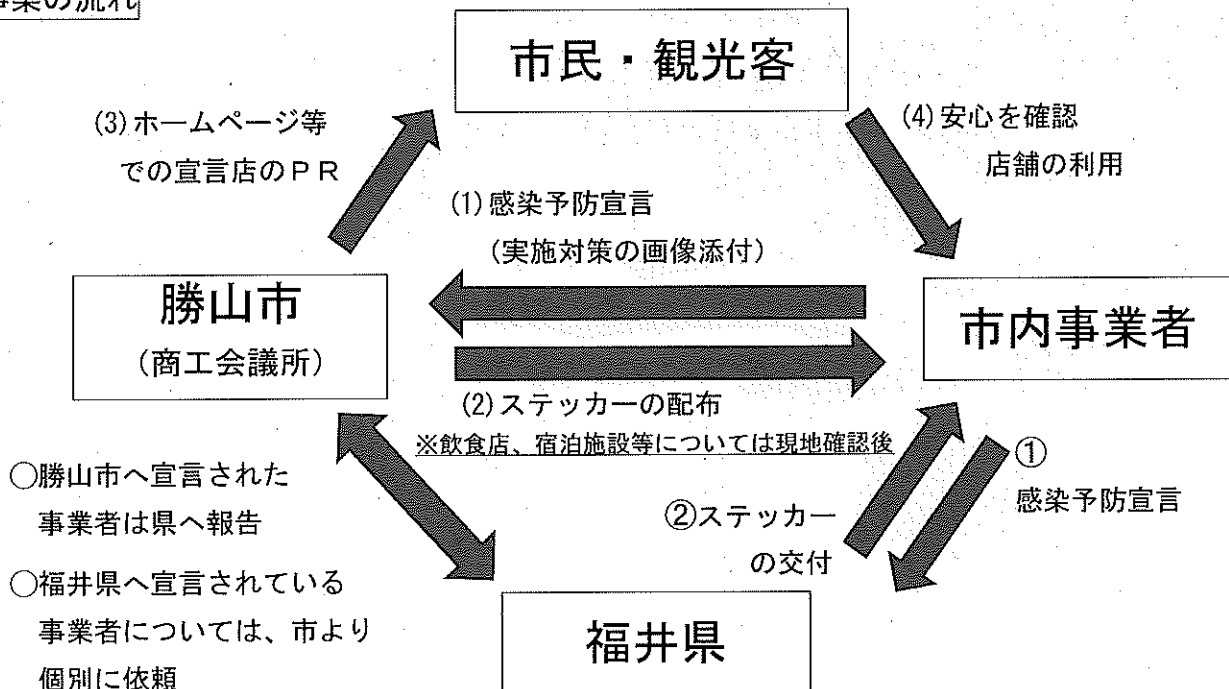 事業の流れ
市民・観光客
(3)ホームページ等
での宣言店のＰＲ
(4)安心を確認
店舗の利用
(1)感染予防宣言
(実施対策の画像添付)
勝山市
(商工会議所)
市内事業者
(2)ステッカーの配布
※飲食店、宿泊施設等については現地確認後
○勝山市へ宣言された
事業者は県へ報告
○福井県へ宣言されている
事業者については、市より
個別に依頼
②ステッカー
の交付
①
感染予防宣言
福井県